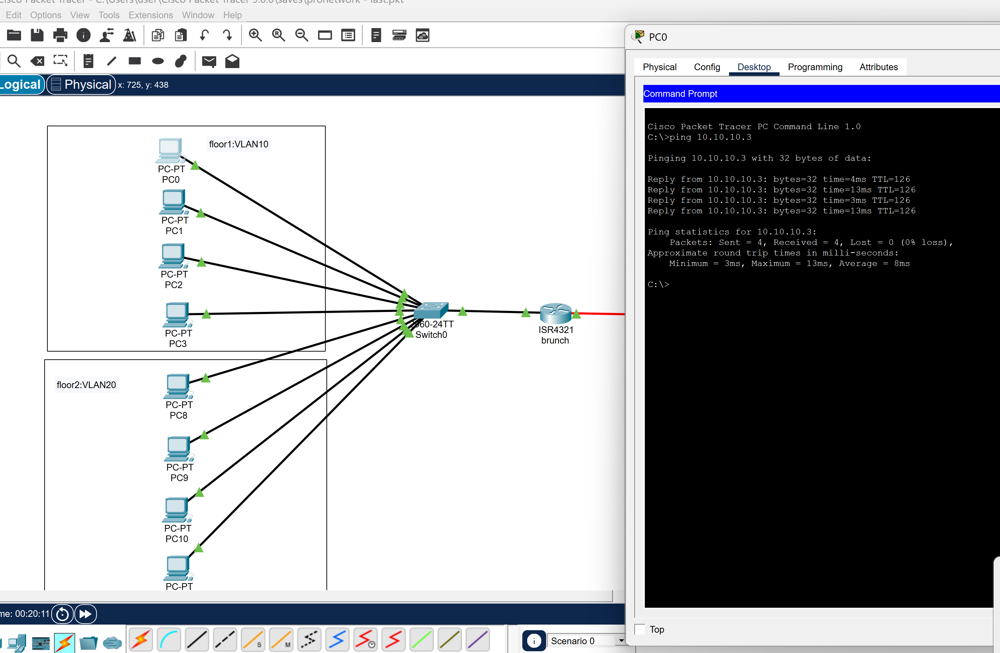 Cisco Packet Tracer - C:\Users\user\Cisco Packet Tracer 9.0.0\saves\pronetwork - last.pkt
Edit Options View Tools Extensions Window Help
Logical Physical x: 725, y: 438
floor1:VLAN10
PC-PT
PC0
PC-PT
PC1
PC-PT
PC2
PC-PT
PC3
960-24TT
Switch0
ISR4321
brunch
floor2:VLAN20
PC-PT
PC8
PC-PT
PC9
PC-PT
PC10
PC-PT
me: 00:20:11
S
M
Scenario 0
PC0
Physical Config Desktop Programming Attributes
Command Prompt
Cisco Packet Tracer PC Command Line 1.0
C:\>ping 10.10.10.3
Pinging 10.10.10.3 with 32 bytes of data:
Reply from 10.10.10.3: bytes=32 time=4ms TTL=126
Reply from 10.10.10.3: bytes=32 time=13ms TTL=126
Reply from 10.10.10.3: bytes=32 time=3ms TTL=126
Reply from 10.10.10.3: bytes=32 time=13ms TTL=126
Ping statistics for 10.10.10.3:
Packets: Sent = 4, Received = 4, Lost = 0 (0% loss),
Approximate round trip times in milli-seconds:
Minimum = 3ms, Maximum = 13ms, Average = 8ms
C:\>
Top